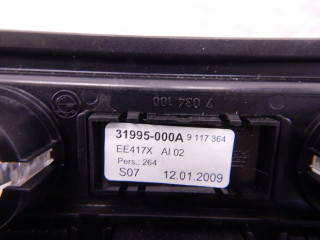 7 034 188
31995-000A 9 117 364
EE417X AI 02
Pers.: 264
S07 12.01.2009